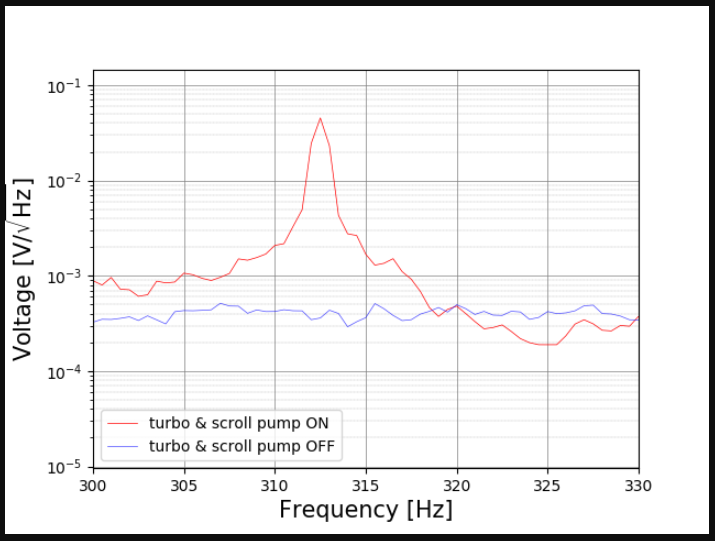 10⁻¹
10⁻²
10⁻³
10⁻⁴
10⁻⁵
Voltage [V/√Hz]
turbo & scroll pump ON
turbo & scroll pump OFF
300 305 310 315 320 325 330
Frequency [Hz]